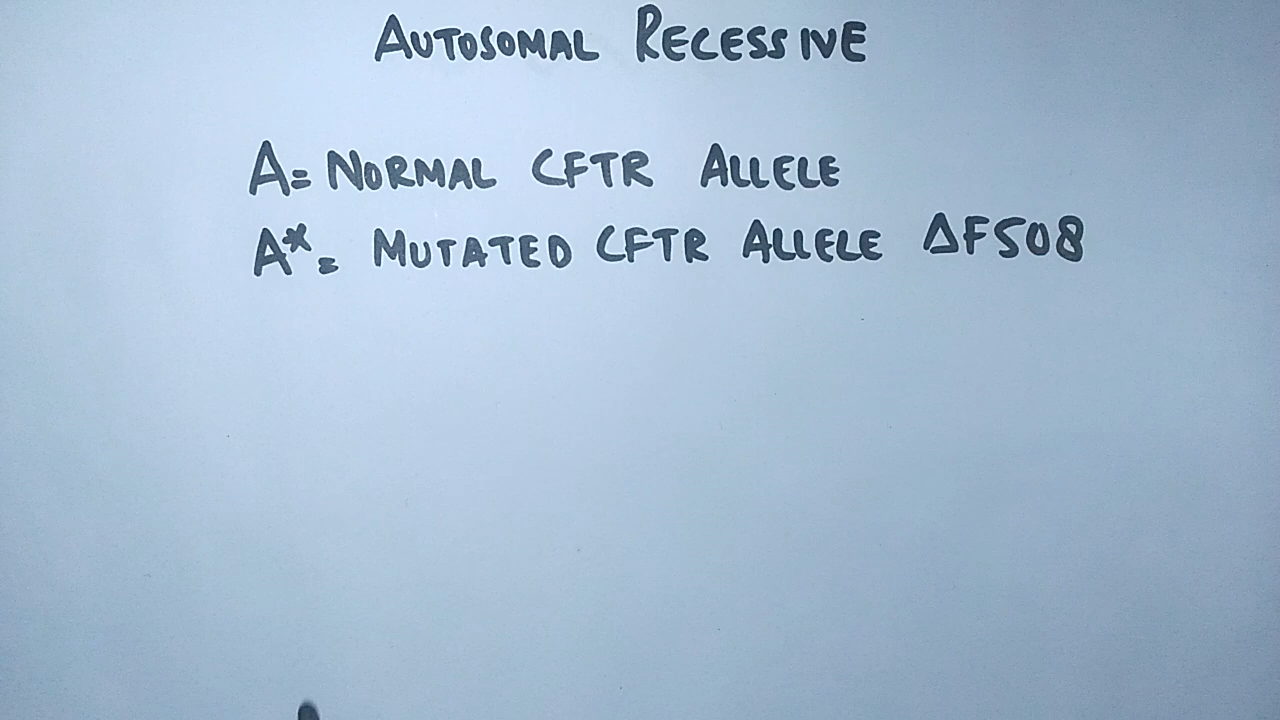 AUTOSOMAL RECESSIVE
A= NORMAL CFTR ALLELE
A*= MUTATED CFTR ALLELE ΔF508